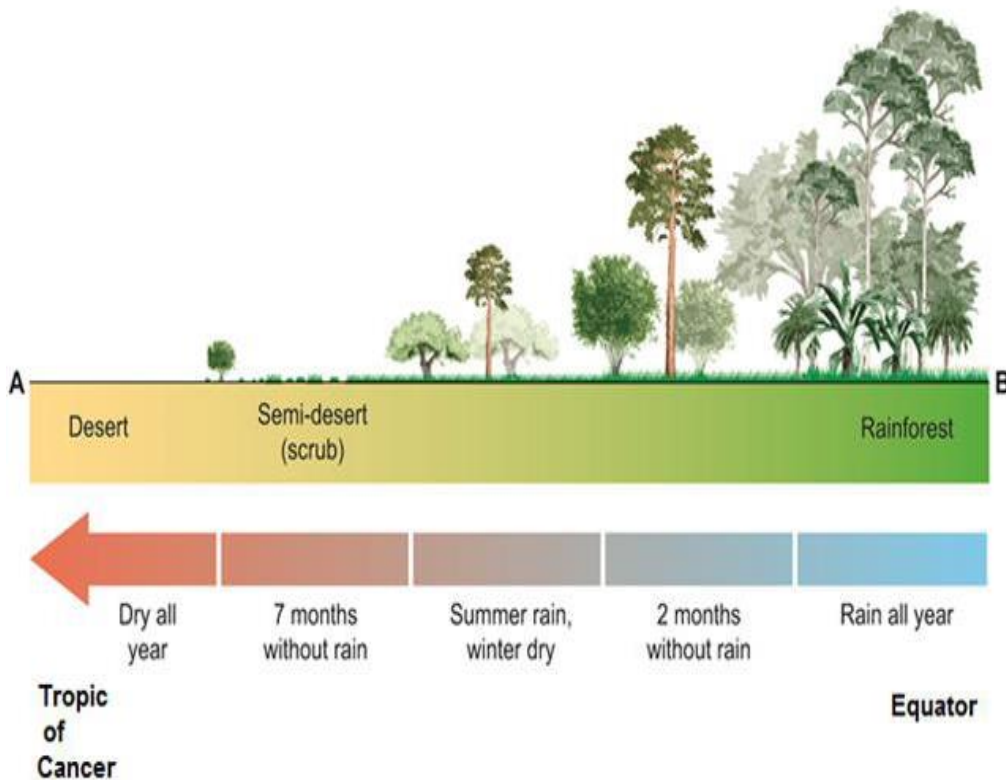 A
B
Desert
Semi-desert
(scrub)
Rainforest
Dry all
year
7 months
without rain
Summer rain,
winter dry
2 months
without rain
Rain all year
Tropic
of
Cancer
Equator